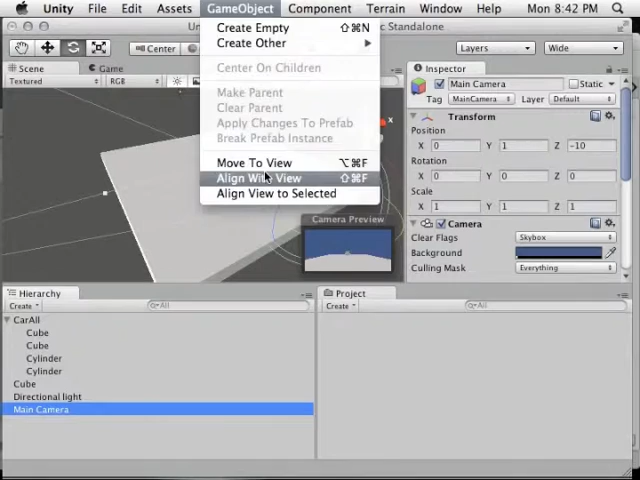 Unity File Edit Assets GameObject Component Terrain Window Help Mon 8:42 PM
Standalone
Center Layers Wide
Scene Game Inspector
Textured RGB
Create Empty ⇧⌘N
Create Other
Center On Children
Make Parent
Clear Parent
Apply Changes To Prefab
Break Prefab Instance
Move To View ⌥⌘F
Align With View ⇧⌘F
Align View to Selected
x
Camera Preview
Main Camera Static
Tag MainCamera Layer Default
Transform
Position
X 0 Y 1 Z -10
Rotation
X 0 Y 0 Z 0
Scale
X 1 Y 1 Z 1
Camera
Clear Flags Skybox
Background
Culling Mask Everything
Hierarchy
Create All
CarAll
Cube
Cube
Cylinder
Cylinder
Cube
Directional light
Main Camera
Project
Create All